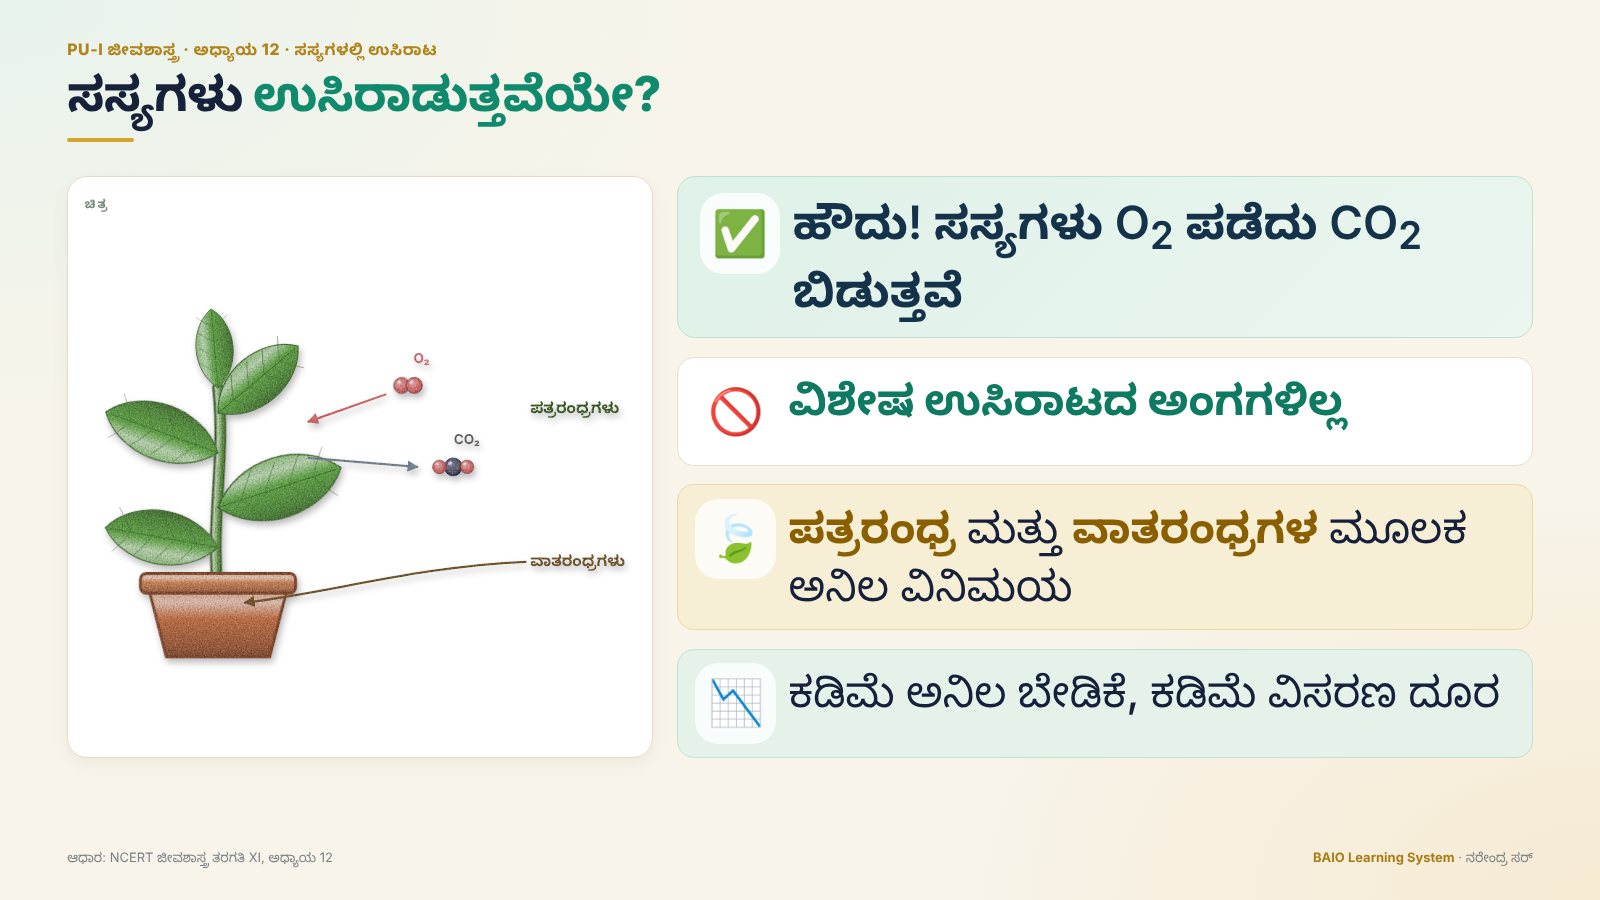 PU-I ಜೀವಶಾಸ್ತ್ರ · ಅಧ್ಯಾಯ 12 · ಸಸ್ಯಗಳಲ್ಲಿ ಉಸಿರಾಟ
ಸಸ್ಯಗಳು ಉಸಿರಾಡುತ್ತವೆಯೇ?
ಚಿತ್ರ
O₂
CO₂
ಪತ್ರರಂಧ್ರಗಳು
ವಾತರಂಧ್ರಗಳು
ಹೌದು! ಸಸ್ಯಗಳು O₂ ಪಡೆದು CO₂
ಬಿಡುತ್ತವೆ
ವಿಶೇಷ ಉಸಿರಾಟದ ಅಂಗಗಳಿಲ್ಲ
ಪತ್ರರಂಧ್ರ ಮತ್ತು ವಾತರಂಧ್ರಗಳ ಮೂಲಕ
ಅನಿಲ ವಿನಿಮಯ
ಕಡಿಮೆ ಅನಿಲ ಬೇಡಿಕೆ, ಕಡಿಮೆ ವಿಸರಣ ದೂರ
ಆಧಾರ: NCERT ಜೀವಶಾಸ್ತ್ರ ತರಗತಿ XI, ಅಧ್ಯಾಯ 12
BAIO Learning System · ನರೇಂದ್ರ ಸರ್